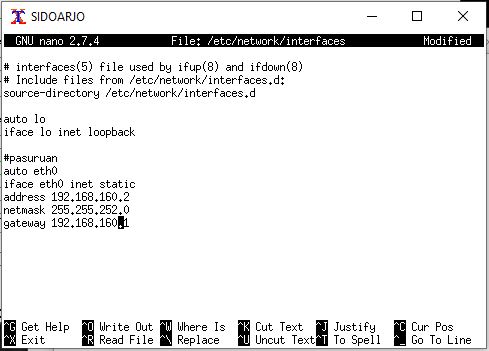 SIDOARJO
GNU nano 2.7.4 File: /etc/network/interfaces Modified
# interfaces(5) file used by ifup(8) and ifdown(8)
# Include files from /etc/network/interfaces.d:
source-directory /etc/network/interfaces.d
auto lo
iface lo inet loopback
#pasuruan
auto eth0
iface eth0 inet static
address 192.168.160.2
netmask 255.255.252.0
gateway 192.168.160.1
^G Get Help ^O Write Out ^W Where Is ^K Cut Text ^J Justify ^C Cur Pos
^X Exit ^R Read File ^\ Replace ^U Uncut Text ^T To Spell ^_ Go To Line